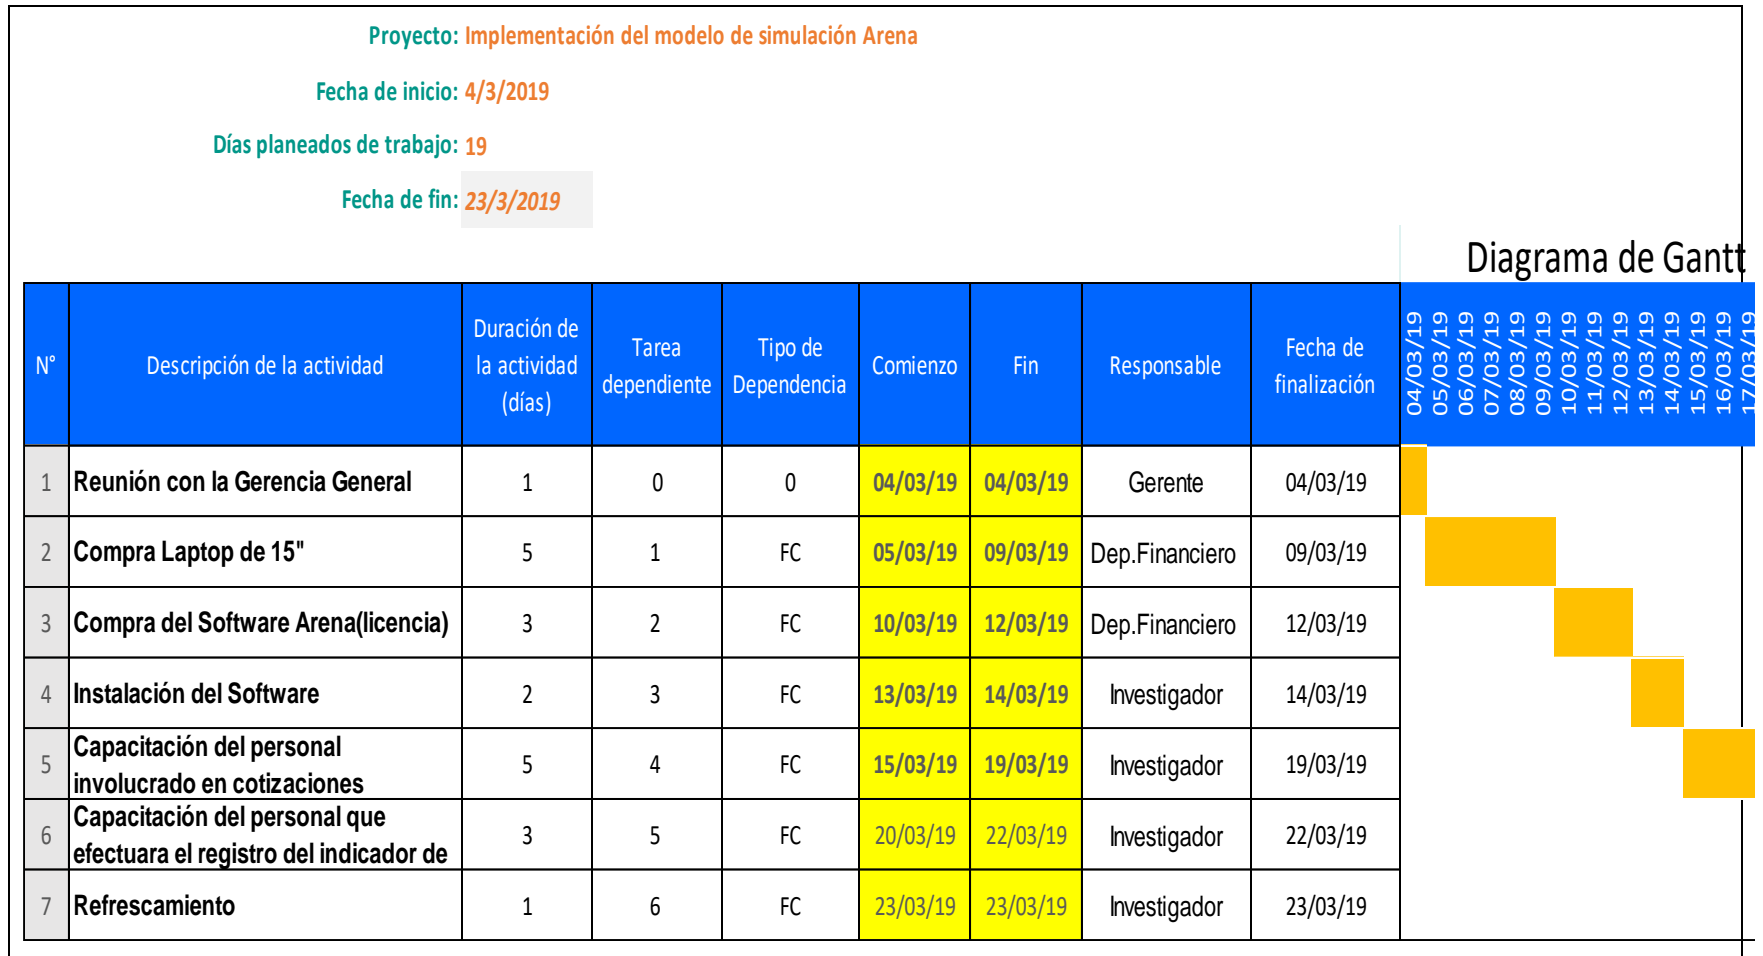 Proyecto: Implementación del modelo de simulación Arena
Fecha de inicio: 4/3/2019
Días planeados de trabajo: 19
Fecha de fin: 23/3/2019
Diagrama de Gantt
N° Descripción de la actividad Duración de la actividad (días) Tarea dependiente Tipo de Dependencia Comienzo Fin Responsable Fecha de finalización 04/03/19 05/03/19 06/03/19 07/03/19 08/03/19 09/03/19 10/03/19 11/03/19 12/03/19 13/03/19 14/03/19 15/03/19 16/03/19 17/03/19
1 Reunión con la Gerencia General 1 0 0 04/03/19 04/03/19 Gerente 04/03/19
2 Compra Laptop de 15" 5 1 FC 05/03/19 09/03/19 Dep.Financiero 09/03/19
3 Compra del Software Arena(licencia) 3 2 FC 10/03/19 12/03/19 Dep.Financiero 12/03/19
4 Instalación del Software 2 3 FC 13/03/19 14/03/19 Investigador 14/03/19
5 Capacitación del personal involucrado en cotizaciones 5 4 FC 15/03/19 19/03/19 Investigador 19/03/19
6 Capacitación del personal que efectuara el registro del indicador de 3 5 FC 20/03/19 22/03/19 Investigador 22/03/19
7 Refrescamiento 1 6 FC 23/03/19 23/03/19 Investigador 23/03/19